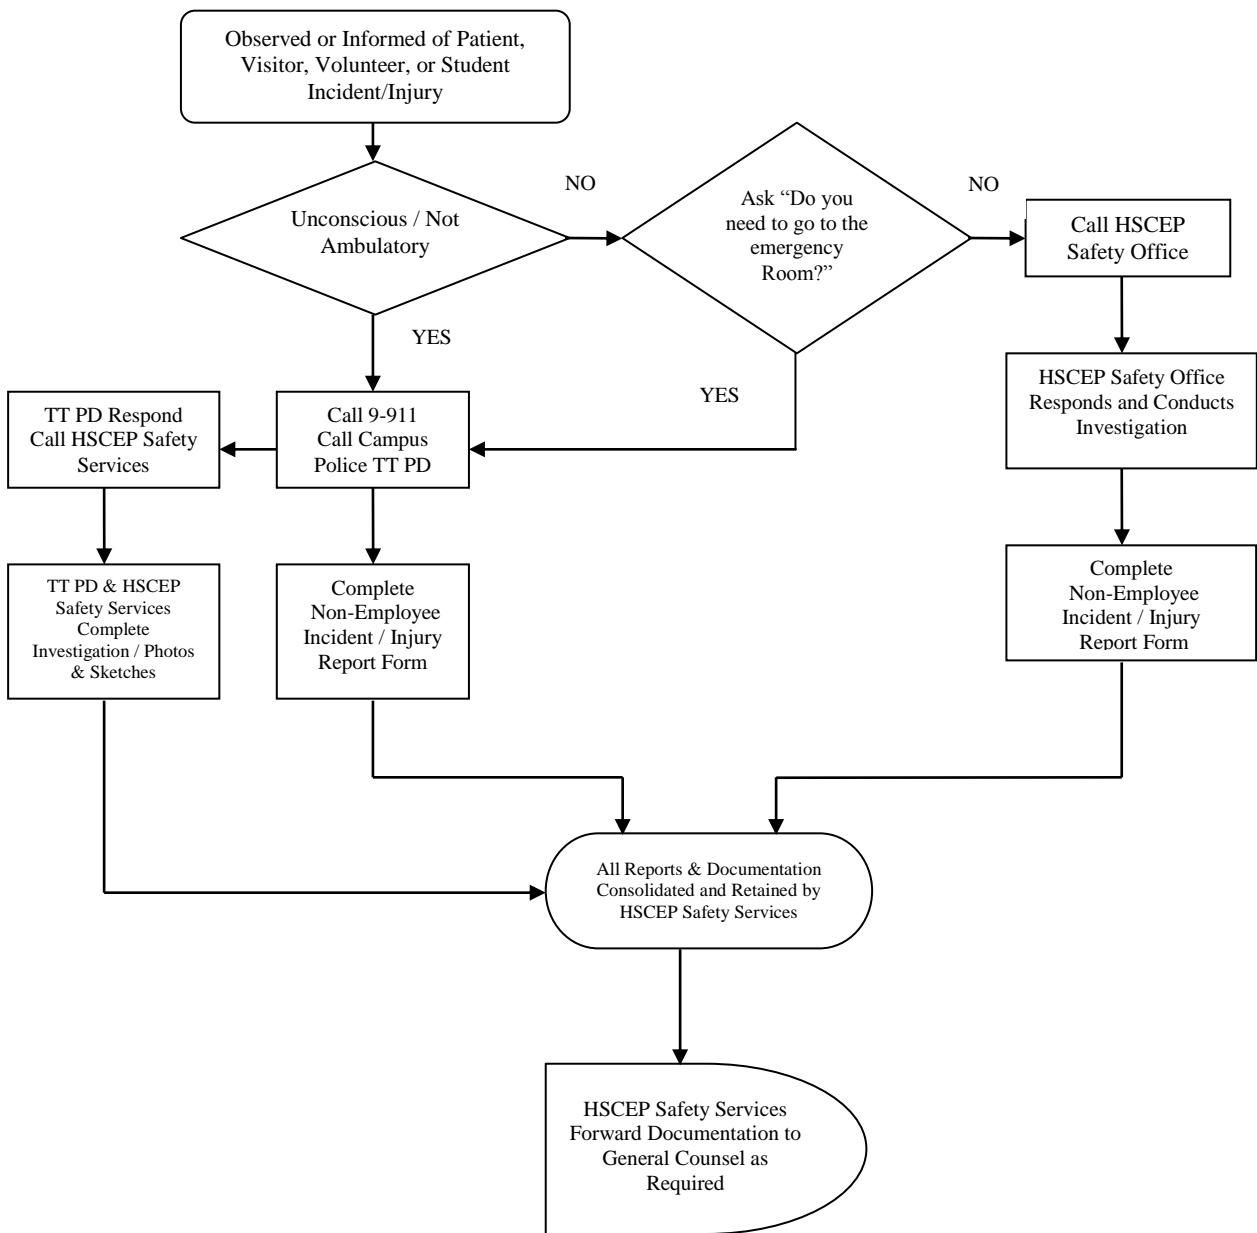 Observed or Informed of Patient,
Visitor, Volunteer, or Student
Incident/Injury
NO
NO
Unconscious / Not
Ambulatory
Ask “Do you
need to go to the
emergency
Room?”
Call HSCEP
Safety Office
YES
YES
TT PD Respond
Call HSCEP Safety
Services
Call 9-911
Call Campus
Police TT PD
HSCEP Safety Office
Responds and Conducts
Investigation
TT PD & HSCEP
Safety Services
Complete
Investigation / Photos
& Sketches
Complete
Non-Employee
Incident / Injury
Report Form
Complete
Non-Employee
Incident / Injury
Report Form
All Reports & Documentation
Consolidated and Retained by
HSCEP Safety Services
HSCEP Safety Services
Forward Documentation to
General Counsel as
Required